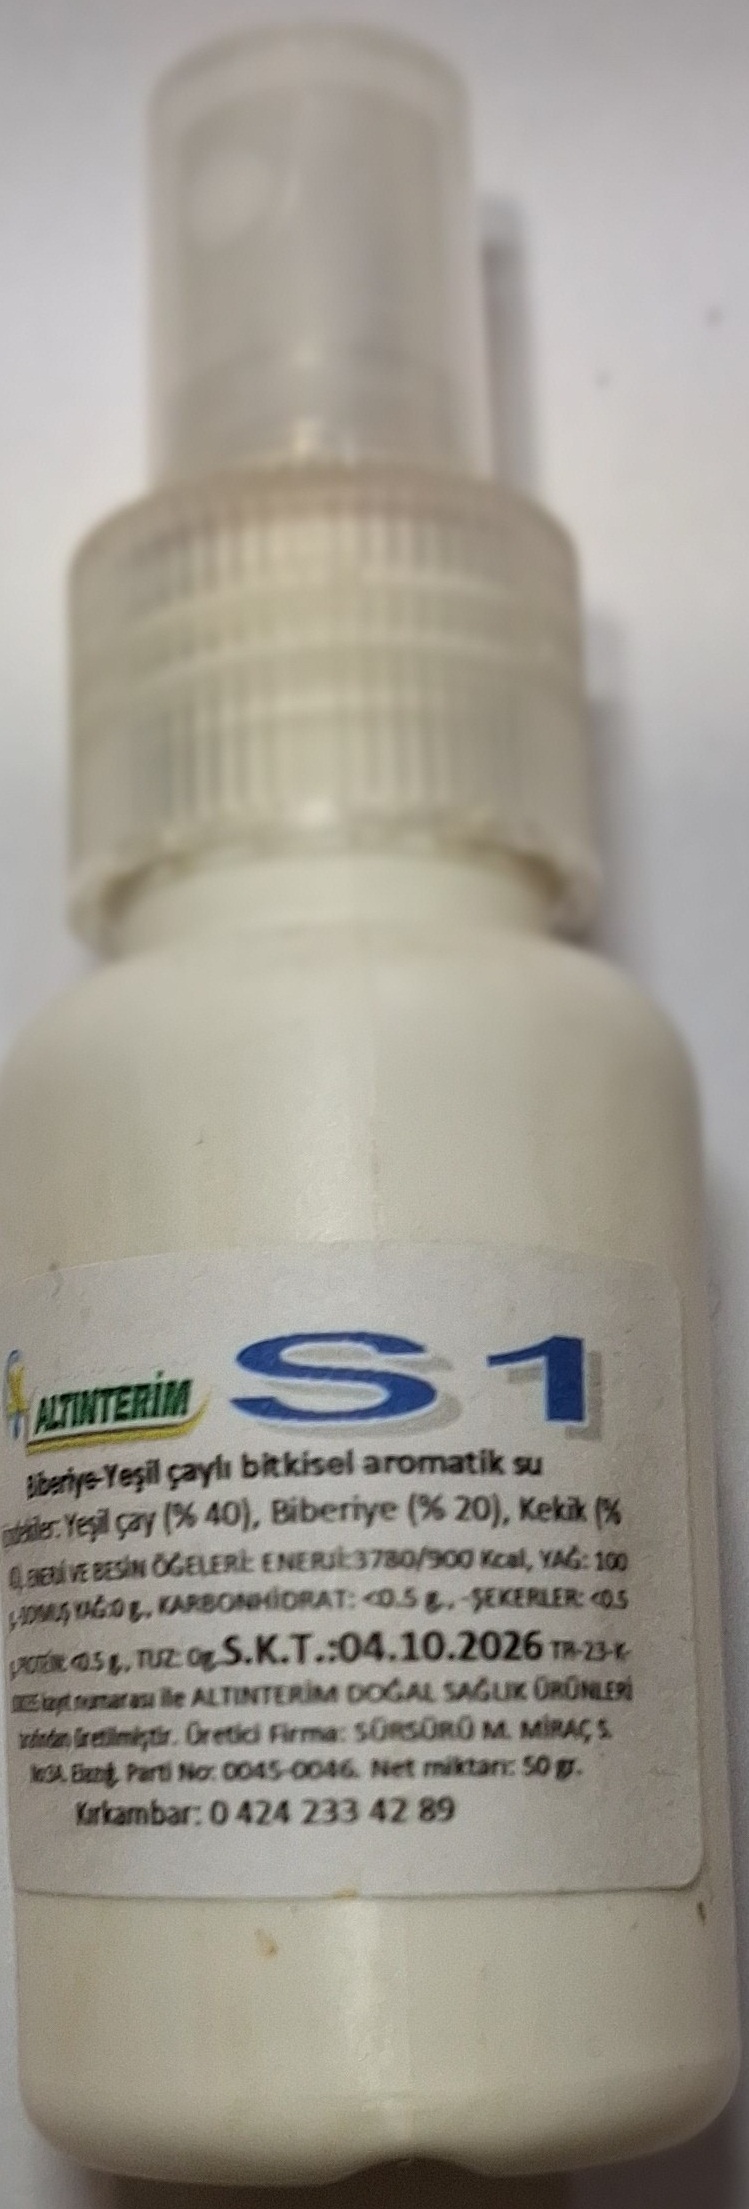 ALTINTERİM S1
Biberiye-Yeşil çaylı bitkisel aromatik su
Yeşil çay (% 40), Biberiye (% 20), Kekik (%
ENERJİ VE BESİN ÖĞELERİ: ENERJİ:3780/900 Kcal, YAĞ: 100
YAĞ:0 g., KARBONHİDRAT: <0.5 g., -ŞEKERLER: <0.5
<0.5 g., TUZ: 0g. S.K.T.:04.10.2026 TR-23-K-
kayıt numarası ile ALTINTERİM DOĞAL SAĞLIK ÜRÜNLERİ
tarafından üretilmiştir. Üretici Firma: SÜRSÜRÜ M. MİRAÇ S.
Elazığ. Parti No: 0045-0046. Net miktarı: 50 gr.
Kırkambar: 0 424 233 42 89